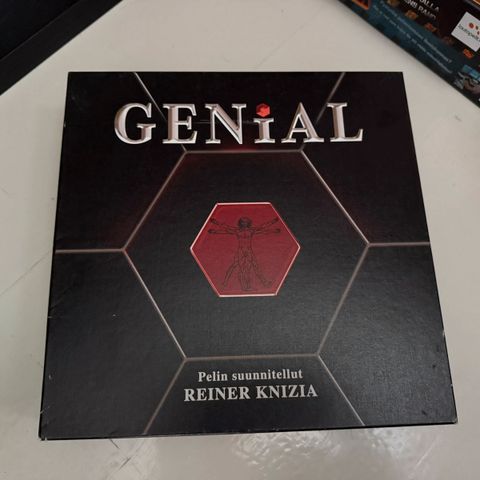 GENiAL
Pelin suunnitellut
REINER KNIZIA